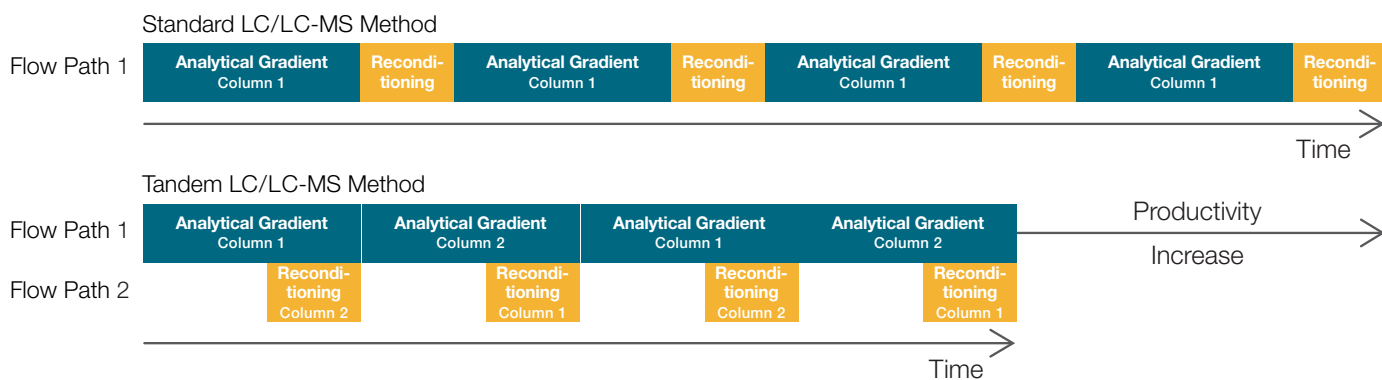 Standard LC/LC-MS Method
Flow Path 1
Analytical Gradient
Column 1
Recondi-
tioning
Analytical Gradient
Column 1
Recondi-
tioning
Analytical Gradient
Column 1
Recondi-
tioning
Analytical Gradient
Column 1
Recondi-
tioning
Time
Tandem LC/LC-MS Method
Flow Path 1
Analytical Gradient
Column 1
Analytical Gradient
Column 2
Analytical Gradient
Column 1
Analytical Gradient
Column 2
Productivity
Increase
Flow Path 2
Recondi-
tioning
Column 2
Recondi-
tioning
Column 1
Recondi-
tioning
Column 2
Recondi-
tioning
Column 1
Time